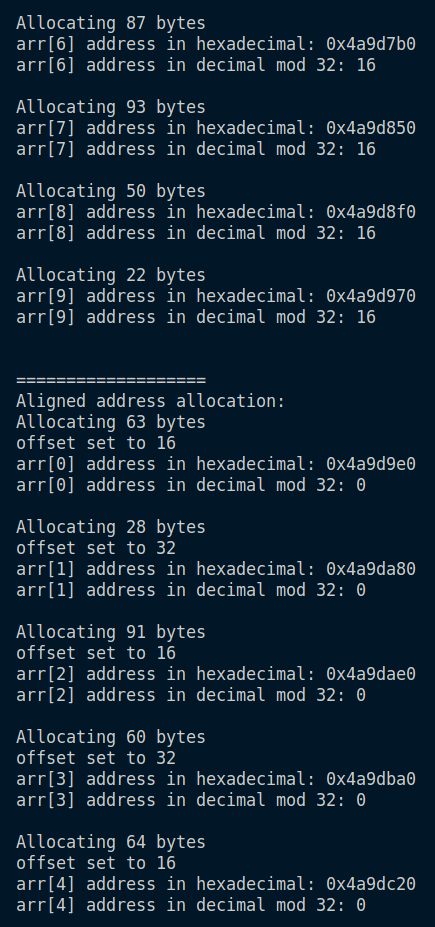 Allocating 87 bytes
arr[6] address in hexadecimal: 0x4a9d7b0
arr[6] address in decimal mod 32: 16
Allocating 93 bytes
arr[7] address in hexadecimal: 0x4a9d850
arr[7] address in decimal mod 32: 16
Allocating 50 bytes
arr[8] address in hexadecimal: 0x4a9d8f0
arr[8] address in decimal mod 32: 16
Allocating 22 bytes
arr[9] address in hexadecimal: 0x4a9d970
arr[9] address in decimal mod 32: 16
===================
Aligned address allocation:
Allocating 63 bytes
offset set to 16
arr[0] address in hexadecimal: 0x4a9d9e0
arr[0] address in decimal mod 32: 0
Allocating 28 bytes
offset set to 32
arr[1] address in hexadecimal: 0x4a9da80
arr[1] address in decimal mod 32: 0
Allocating 91 bytes
offset set to 16
arr[2] address in hexadecimal: 0x4a9dae0
arr[2] address in decimal mod 32: 0
Allocating 60 bytes
offset set to 32
arr[3] address in hexadecimal: 0x4a9dba0
arr[3] address in decimal mod 32: 0
Allocating 64 bytes
offset set to 16
arr[4] address in hexadecimal: 0x4a9dc20
arr[4] address in decimal mod 32: 0